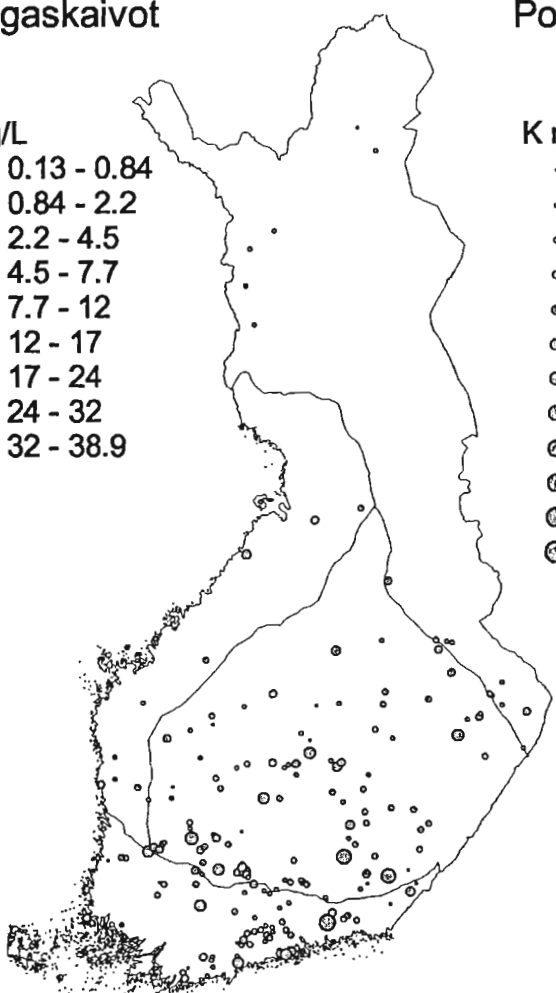 gaskaivot
Po
/L
K
0.13 - 0.84
0.84 - 2.2
2.2 - 4.5
4.5 - 7.7
7.7 - 12
12 - 17
17 - 24
24 - 32
32 - 38.9